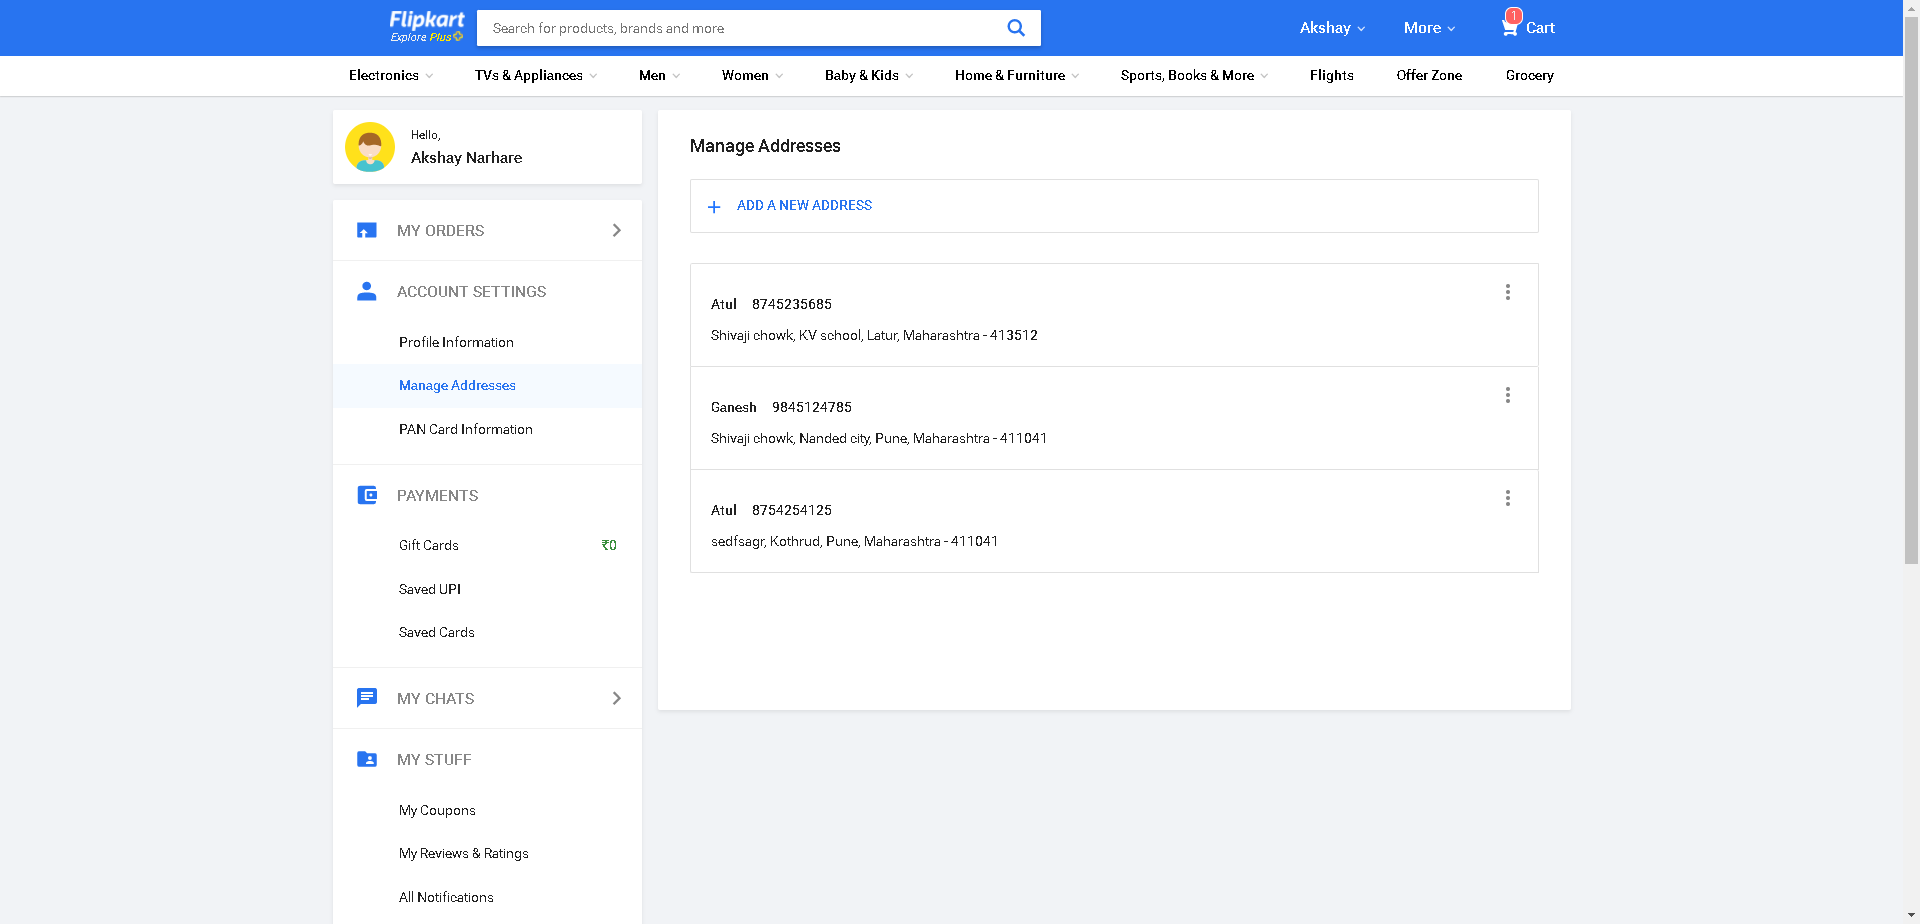 Flipkart
Explore Plus
Search for products, brands and more
Akshay
More
1
Cart
Electronics
TVs & Appliances
Men
Women
Baby & Kids
Home & Furniture
Sports, Books & More
Flights
Offer Zone
Grocery
Hello,
Akshay Narhare
MY ORDERS
ACCOUNT SETTINGS
Profile Information
Manage Addresses
PAN Card Information
PAYMENTS
Gift Cards ₹0
Saved UPI
Saved Cards
MY CHATS
MY STUFF
My Coupons
My Reviews & Ratings
All Notifications
Manage Addresses
ADD A NEW ADDRESS
Atul 8745235685
Shivaji chowk, KV school, Latur, Maharashtra - 413512
Ganesh 9845124785
Shivaji chowk, Nanded city, Pune, Maharashtra - 411041
Atul 8754254125
sedfsagr, Kothrud, Pune, Maharashtra - 411041